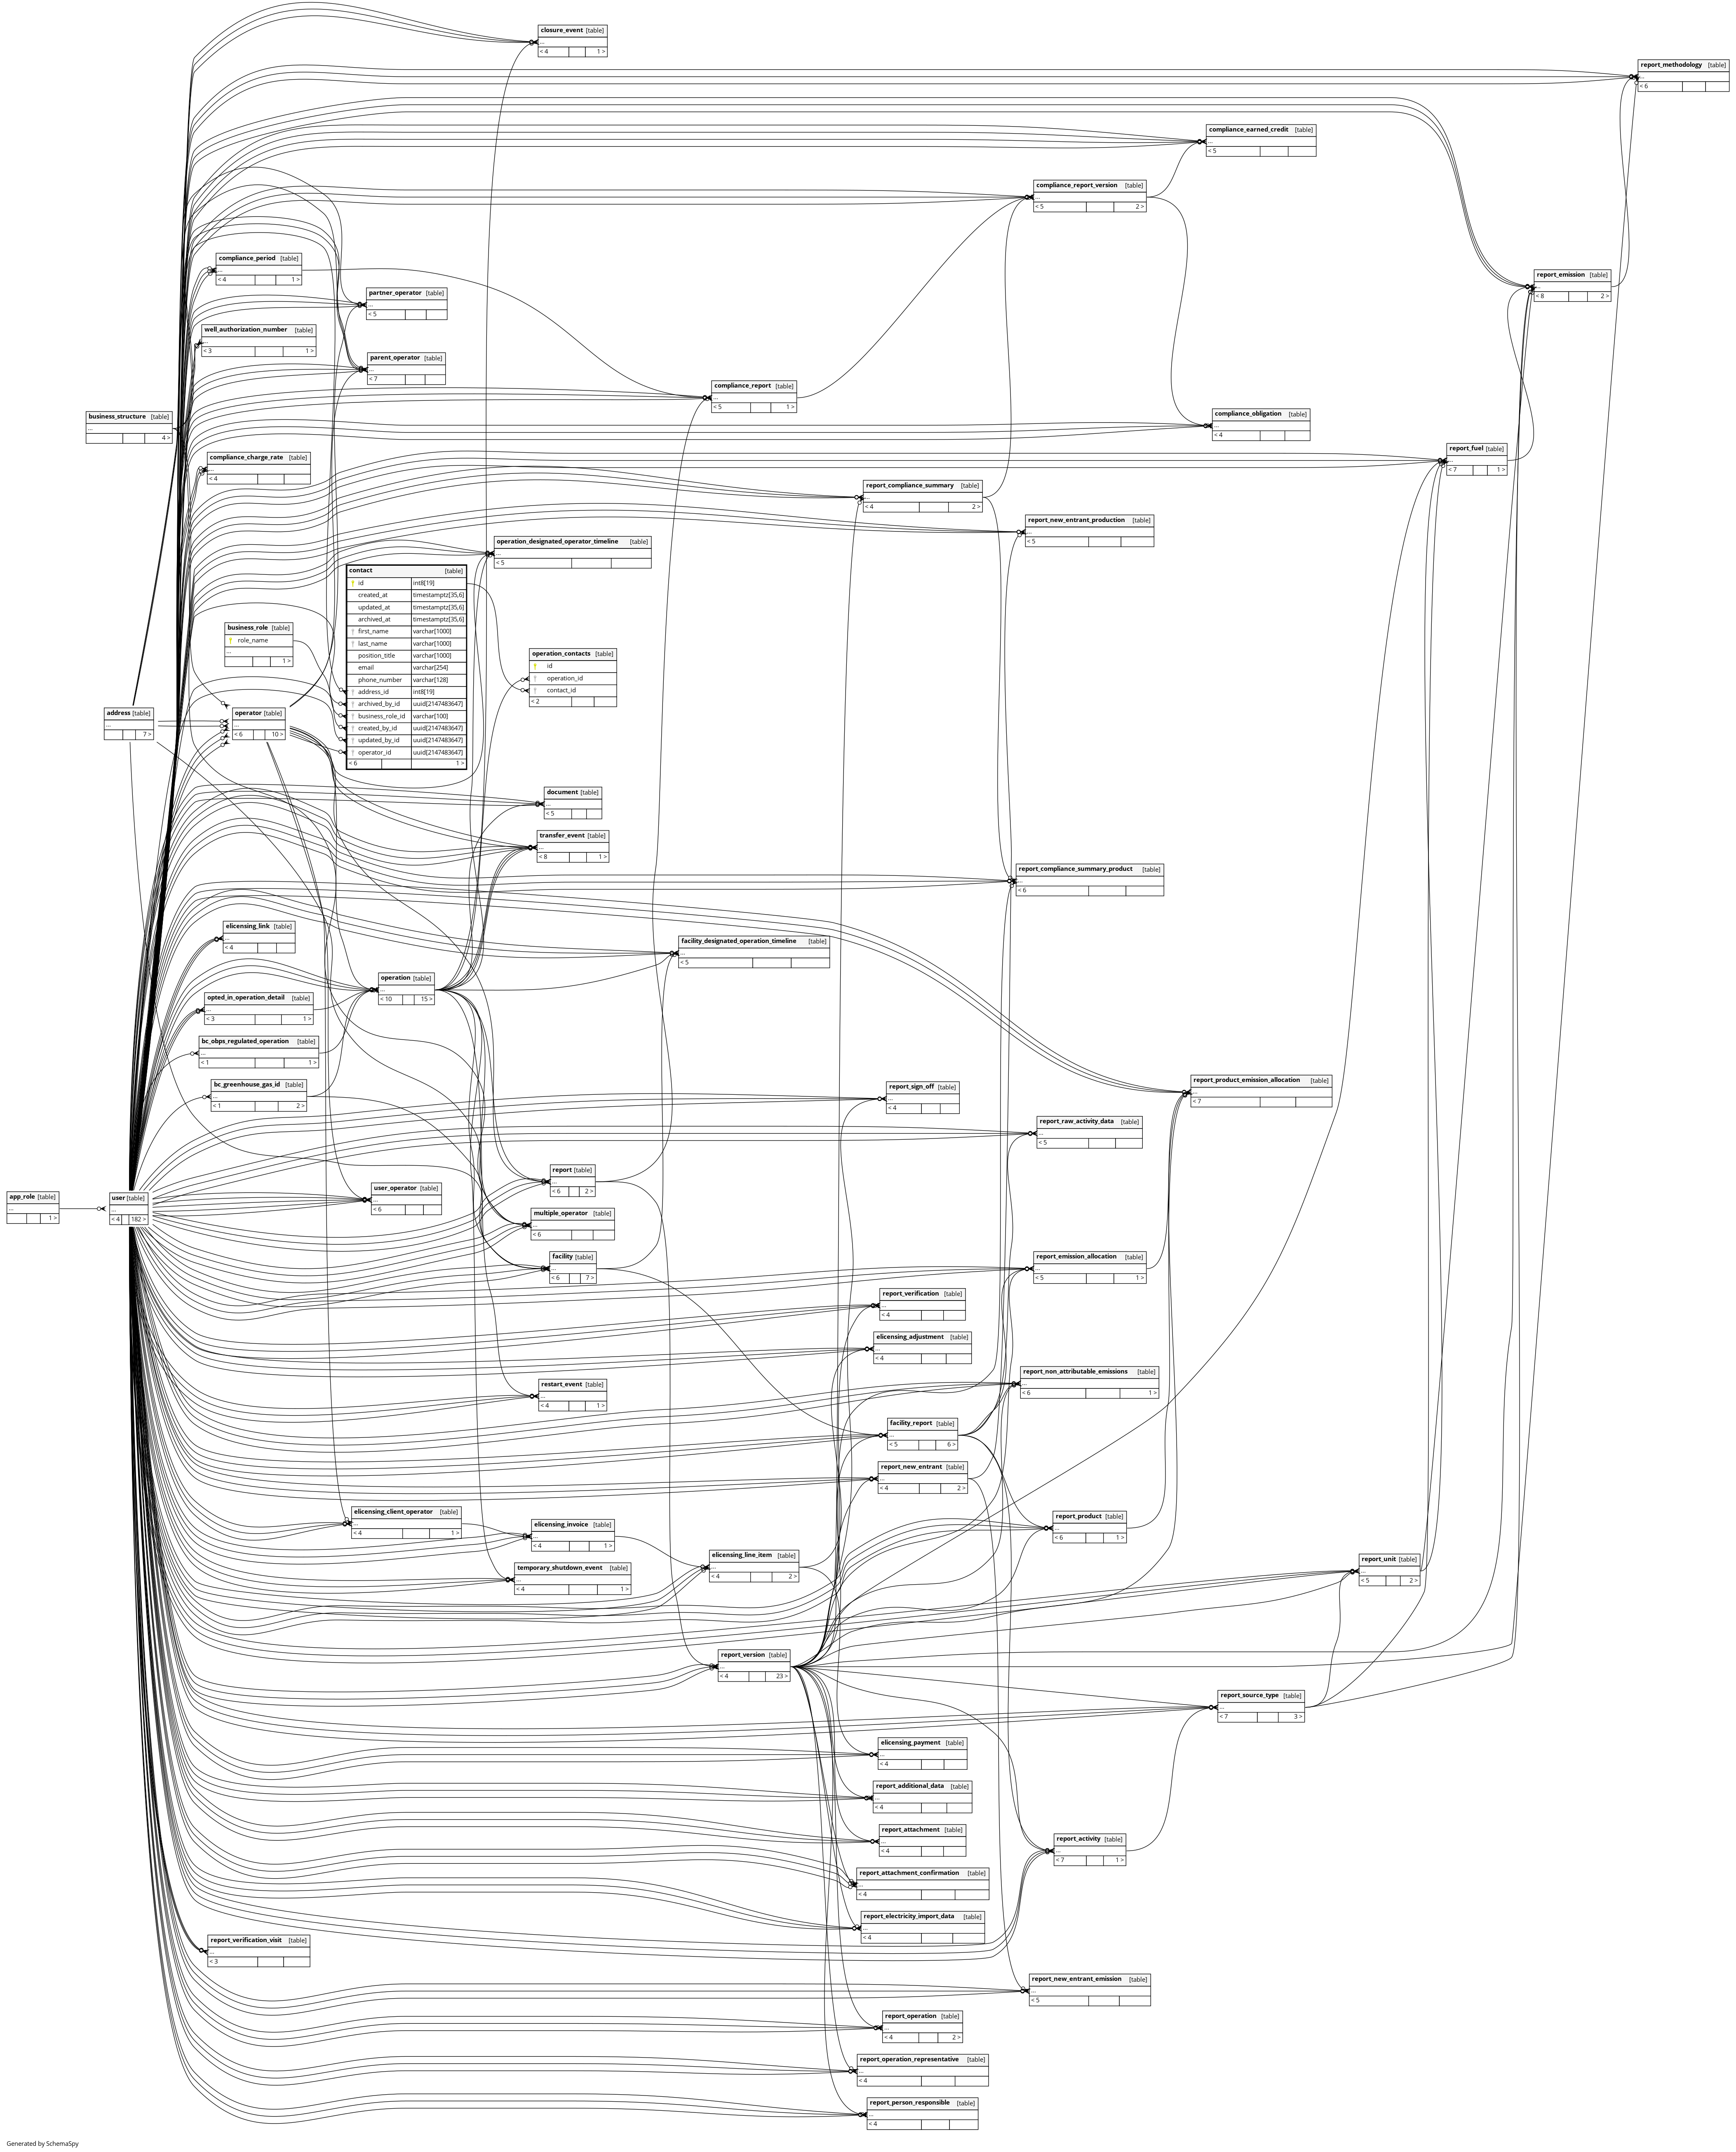 closure_event [table]
...
< 4 1 >
report_methodology [table]
...
< 6
compliance_earned_credit [table]
...
< 5
compliance_report_version [table]
...
< 5 2 >
compliance_period [table]
...
< 4 1 >
report_emission [table]
...
< 8 2 >
partner_operator [table]
...
< 5
well_authorization_number [table]
...
< 3 1 >
parent_operator [table]
...
< 7
compliance_report [table]
...
< 5 1 >
business_structure [table]
...
4 >
compliance_obligation [table]
...
< 4
report_fuel [table]
...
< 7 1 >
compliance_charge_rate [table]
...
< 4
report_compliance_summary [table]
...
< 4 2 >
report_new_entrant_production [table]
...
< 5
operation_designated_operator_timeline [table]
...
< 5
contact [table]
id int8[19]
created_at timestamptz[35,6]
updated_at timestamptz[35,6]
archived_at timestamptz[35,6]
first_name varchar[1000]
last_name varchar[1000]
position_title varchar[1000]
email varchar[254]
phone_number varchar[128]
address_id int8[19]
archived_by_id uuid[2147483647]
business_role_id varchar[100]
created_by_id uuid[2147483647]
updated_by_id uuid[2147483647]
operator_id uuid[2147483647]
< 6 1 >
business_role [table]
role_name
...
1 >
operation_contacts [table]
id
operation_id
contact_id
< 2
address [table]
...
7 >
operator [table]
...
< 6 10 >
document [table]
...
< 5
transfer_event [table]
...
< 8 1 >
report_compliance_summary_product [table]
...
< 6
elicensing_link [table]
...
< 4
facility_designated_operation_timeline [table]
...
< 5
operation [table]
...
< 10 15 >
opted_in_operation_detail [table]
...
< 3 1 >
bc_obps_regulated_operation [table]
...
< 1 1 >
bc_greenhouse_gas_id [table]
...
< 1 2 >
report_product_emission_allocation [table]
...
< 7
report_sign_off [table]
...
< 4
report_raw_activity_data [table]
...
< 5
report [table]
...
< 6 2 >
user_operator [table]
...
< 6
app_role [table]
...
1 >
user [table]
...
< 4 182 >
multiple_operator [table]
...
< 6
facility [table]
...
< 6 7 >
report_emission_allocation [table]
...
< 5 1 >
report_verification [table]
...
< 4
elicensing_adjustment [table]
...
< 4
report_non_attributable_emissions [table]
...
< 6 1 >
restart_event [table]
...
< 4 1 >
facility_report [table]
...
< 5 6 >
report_new_entrant [table]
...
< 4 2 >
elicensing_client_operator [table]
...
< 4 1 >
report_product [table]
...
< 6 1 >
elicensing_invoice [table]
...
< 4 1 >
elicensing_line_item [table]
...
< 4 2 >
report_unit [table]
...
< 5 2 >
temporary_shutdown_event [table]
...
< 4 1 >
report_version [table]
...
< 4 23 >
report_source_type [table]
...
< 7 3 >
elicensing_payment [table]
...
< 4
report_additional_data [table]
...
< 4
report_attachment [table]
...
< 4
report_activity [table]
...
< 7 1 >
report_attachment_confirmation [table]
...
< 4
report_electricity_import_data [table]
...
< 4
report_verification_visit [table]
...
< 3
report_new_entrant_emission [table]
...
< 5
report_operation [table]
...
< 4 2 >
report_operation_representative [table]
...
< 4
report_person_responsible [table]
...
< 4
Generated by SchemaSpy